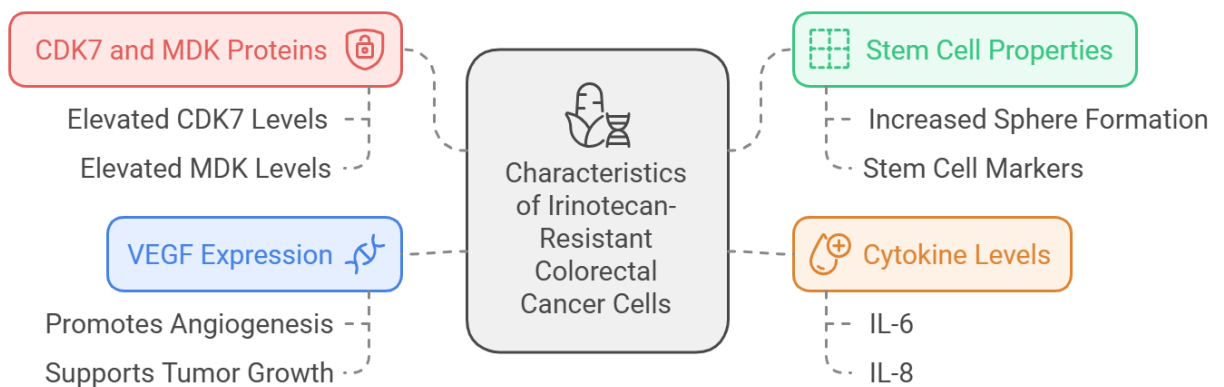 CDK7 and MDK Proteins
Elevated CDK7 Levels
Elevated MDK Levels
VEGF Expression
Promotes Angiogenesis
Supports Tumor Growth
Characteristics
of Irinotecan-
Resistant
Colorectal
Cancer Cells
Stem Cell Properties
Increased Sphere Formation
Stem Cell Markers
Cytokine Levels
IL-6
IL-8